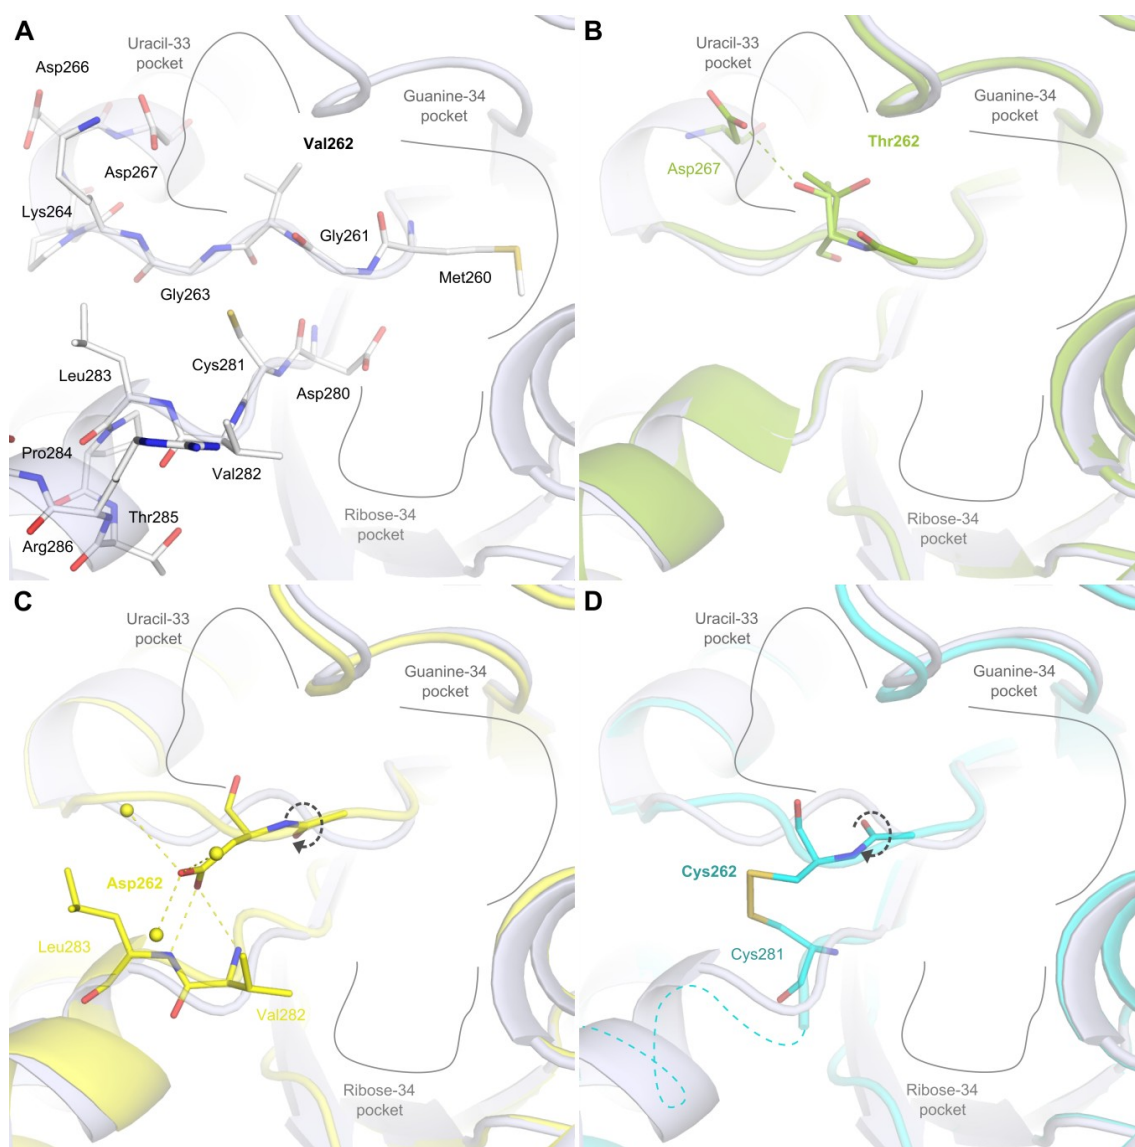 A
Uracil-33
pocket
Asp266
Guanine-34
pocket
Val262
Asp267
Lys264
Gly261
Met260
Gly263
Cys281
Leu283
Asp280
Pro284
Val282
Thr285
Arg286
Ribose-34
pocket
B
Uracil-33
pocket
Guanine-34
pocket
Thr262
Asp267
Ribose-34
pocket
C
Uracil-33
pocket
Guanine-34
pocket
Asp262
Leu283
Val282
Ribose-34
pocket
D
Uracil-33
pocket
Guanine-34
pocket
Cys262
Cys281
Ribose-34
pocket